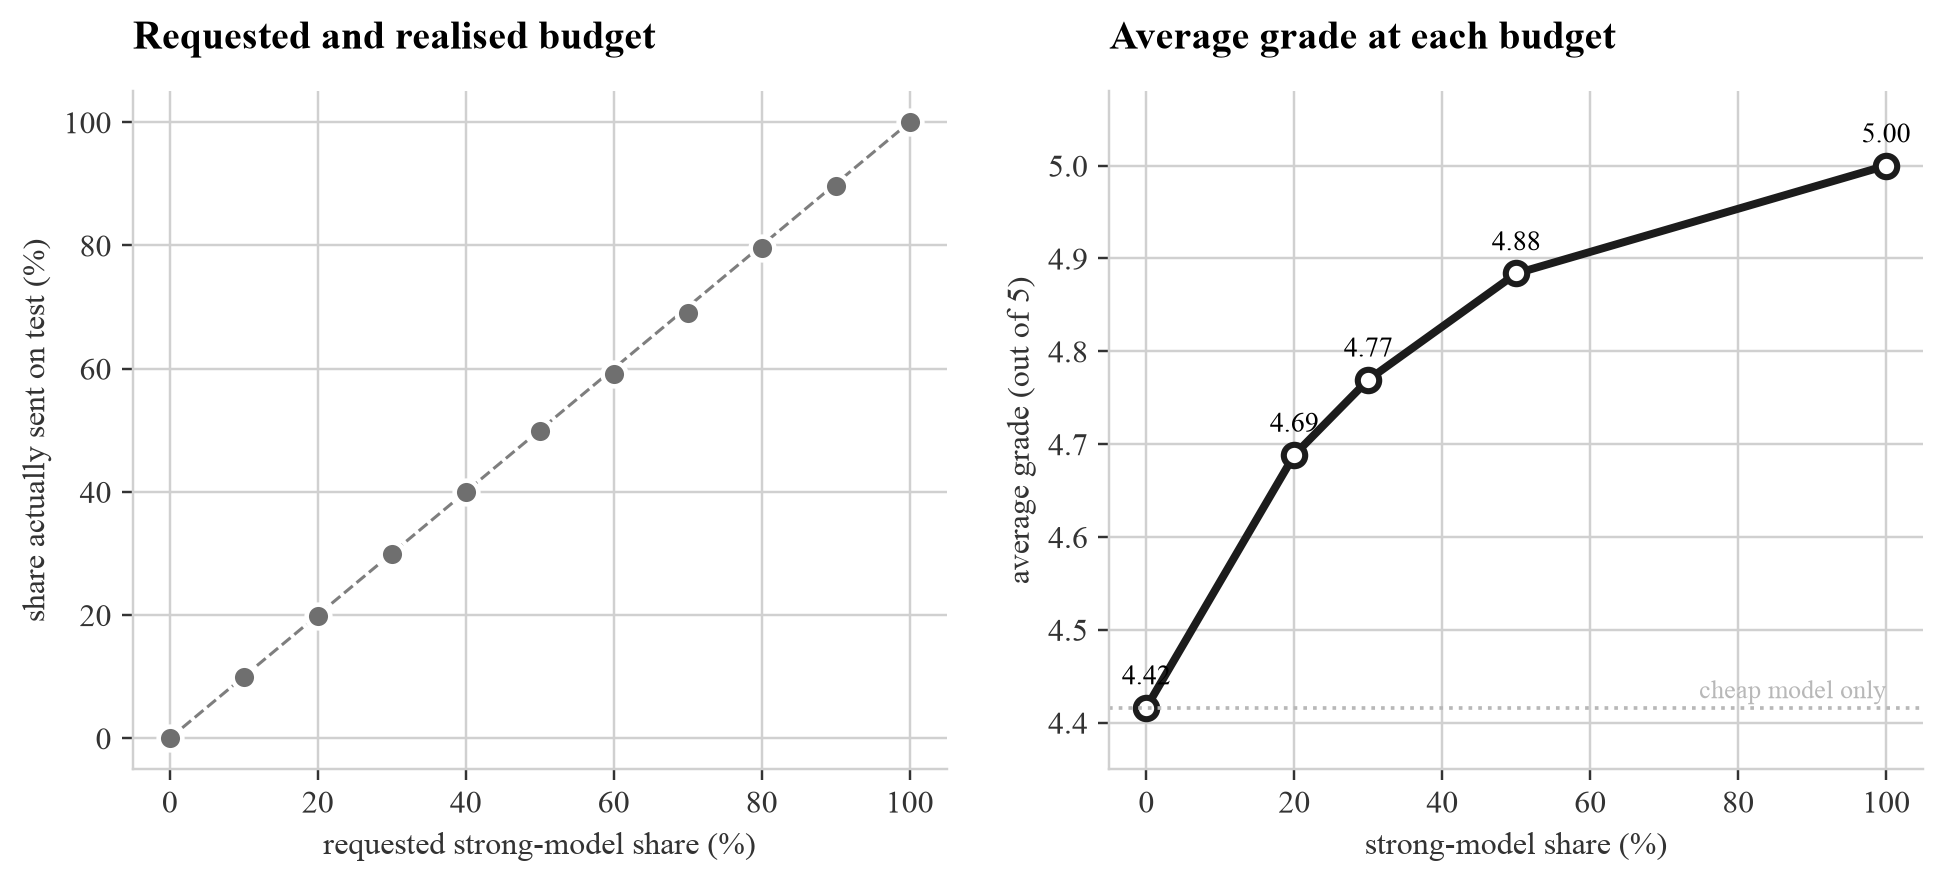 Requested and realised budget
100
80
60
40
20
0
share actually sent on test (%)
0 20 40 60 80 100
requested strong-model share (%)
Average grade at each budget
5.0
4.9
4.8
4.7
4.6
4.5
4.4
average grade (out of 5)
5.00
4.88
4.77
4.69
4.42
cheap model only
0 20 40 60 80 100
strong-model share (%)